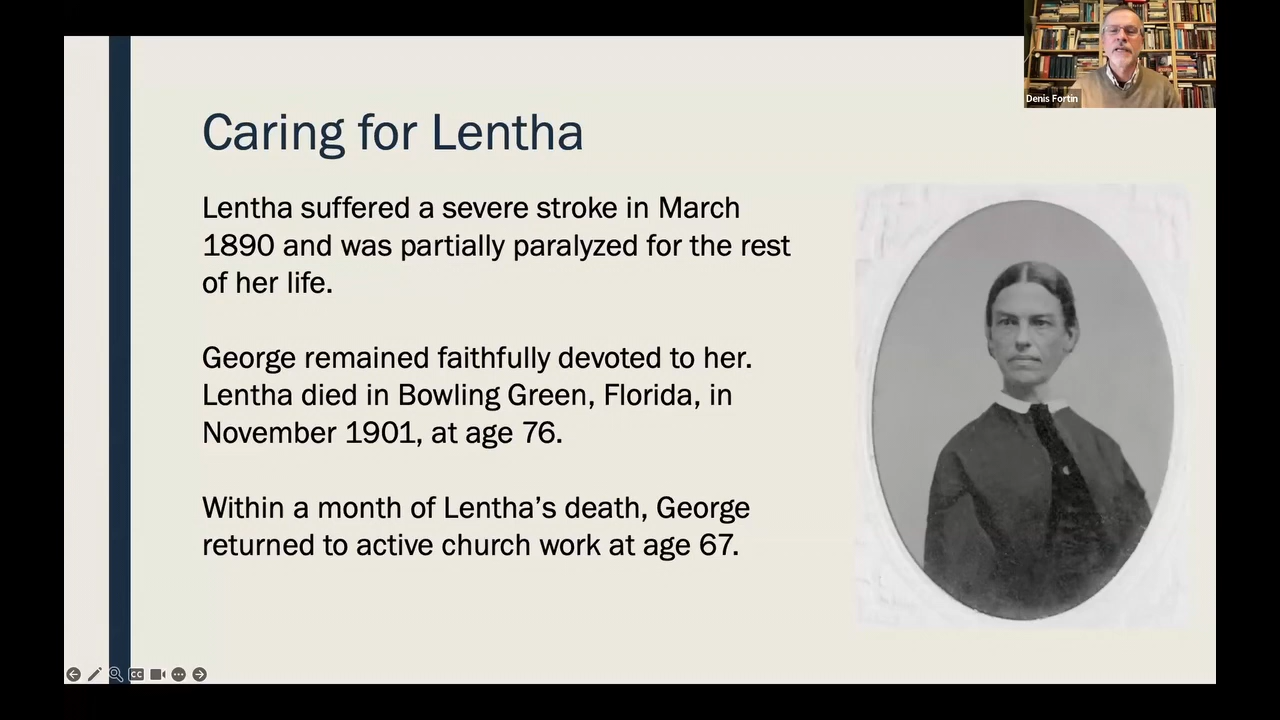 Denis Fortin
Caring for Lentha
Lentha suffered a severe stroke in March
1890 and was partially paralyzed for the rest
of her life.
George remained faithfully devoted to her.
Lentha died in Bowling Green, Florida, in
November 1901, at age 76.
Within a month of Lentha’s death, George
returned to active church work at age 67.
CC